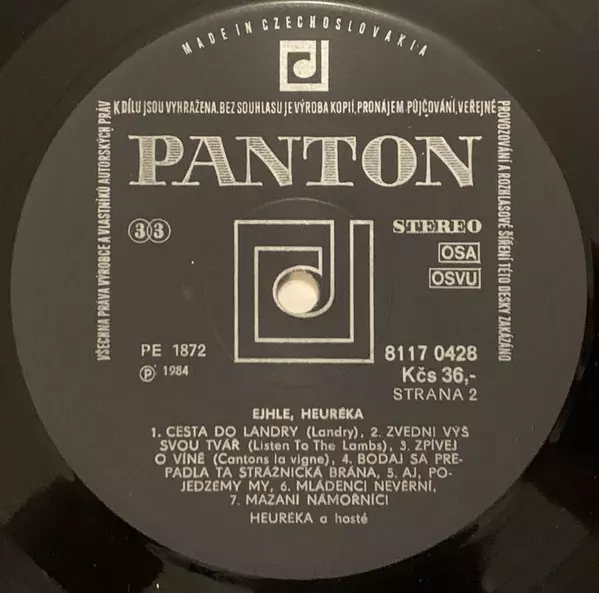 MADE IN CZECHOSLOVAKIA
VŠECHNA PRÁVA VÝROBCE A VLASTNÍKŮ AUTORSKÝCH PRÁV
K DÍLU JSOU VYHRAŽENA. BEZ SOUHLASU JE VÝROBA KOPIÍ, PRONÁJEM, PŮJČOVÁNÍ, VEŘEJNÉ
PROVOZOVÁNÍ A ROZHLASOVÉ ŠÍŘENÍ TÉTO DESKY ZAKÁZÁNO
PANTON
33
STEREO
OSA
OSVU
PE 1872
8117 0428
Ⓟ 1984
Kčs 36,-
STRANA 2
EJHLE, HEURÉKA
1. CESTA DO LANDRY (Landry), 2. ZVEDNI VÝŠ
SVOU TVÁŘ (Listen To The Lambs), 3. ZPÍVEJ
O VÍNĚ (Cantons la vigne), 4. BODAJ SA PRE-
PADLA TA STRÁŽNICKÁ BRÁNA, 5. AJ, PO-
JEDZEMY MY, 6. MLÁDENCI NEVĚRNÍ,
7. MAZANÍ NÁMOŘNÍCI
HEURÉKA a hosté